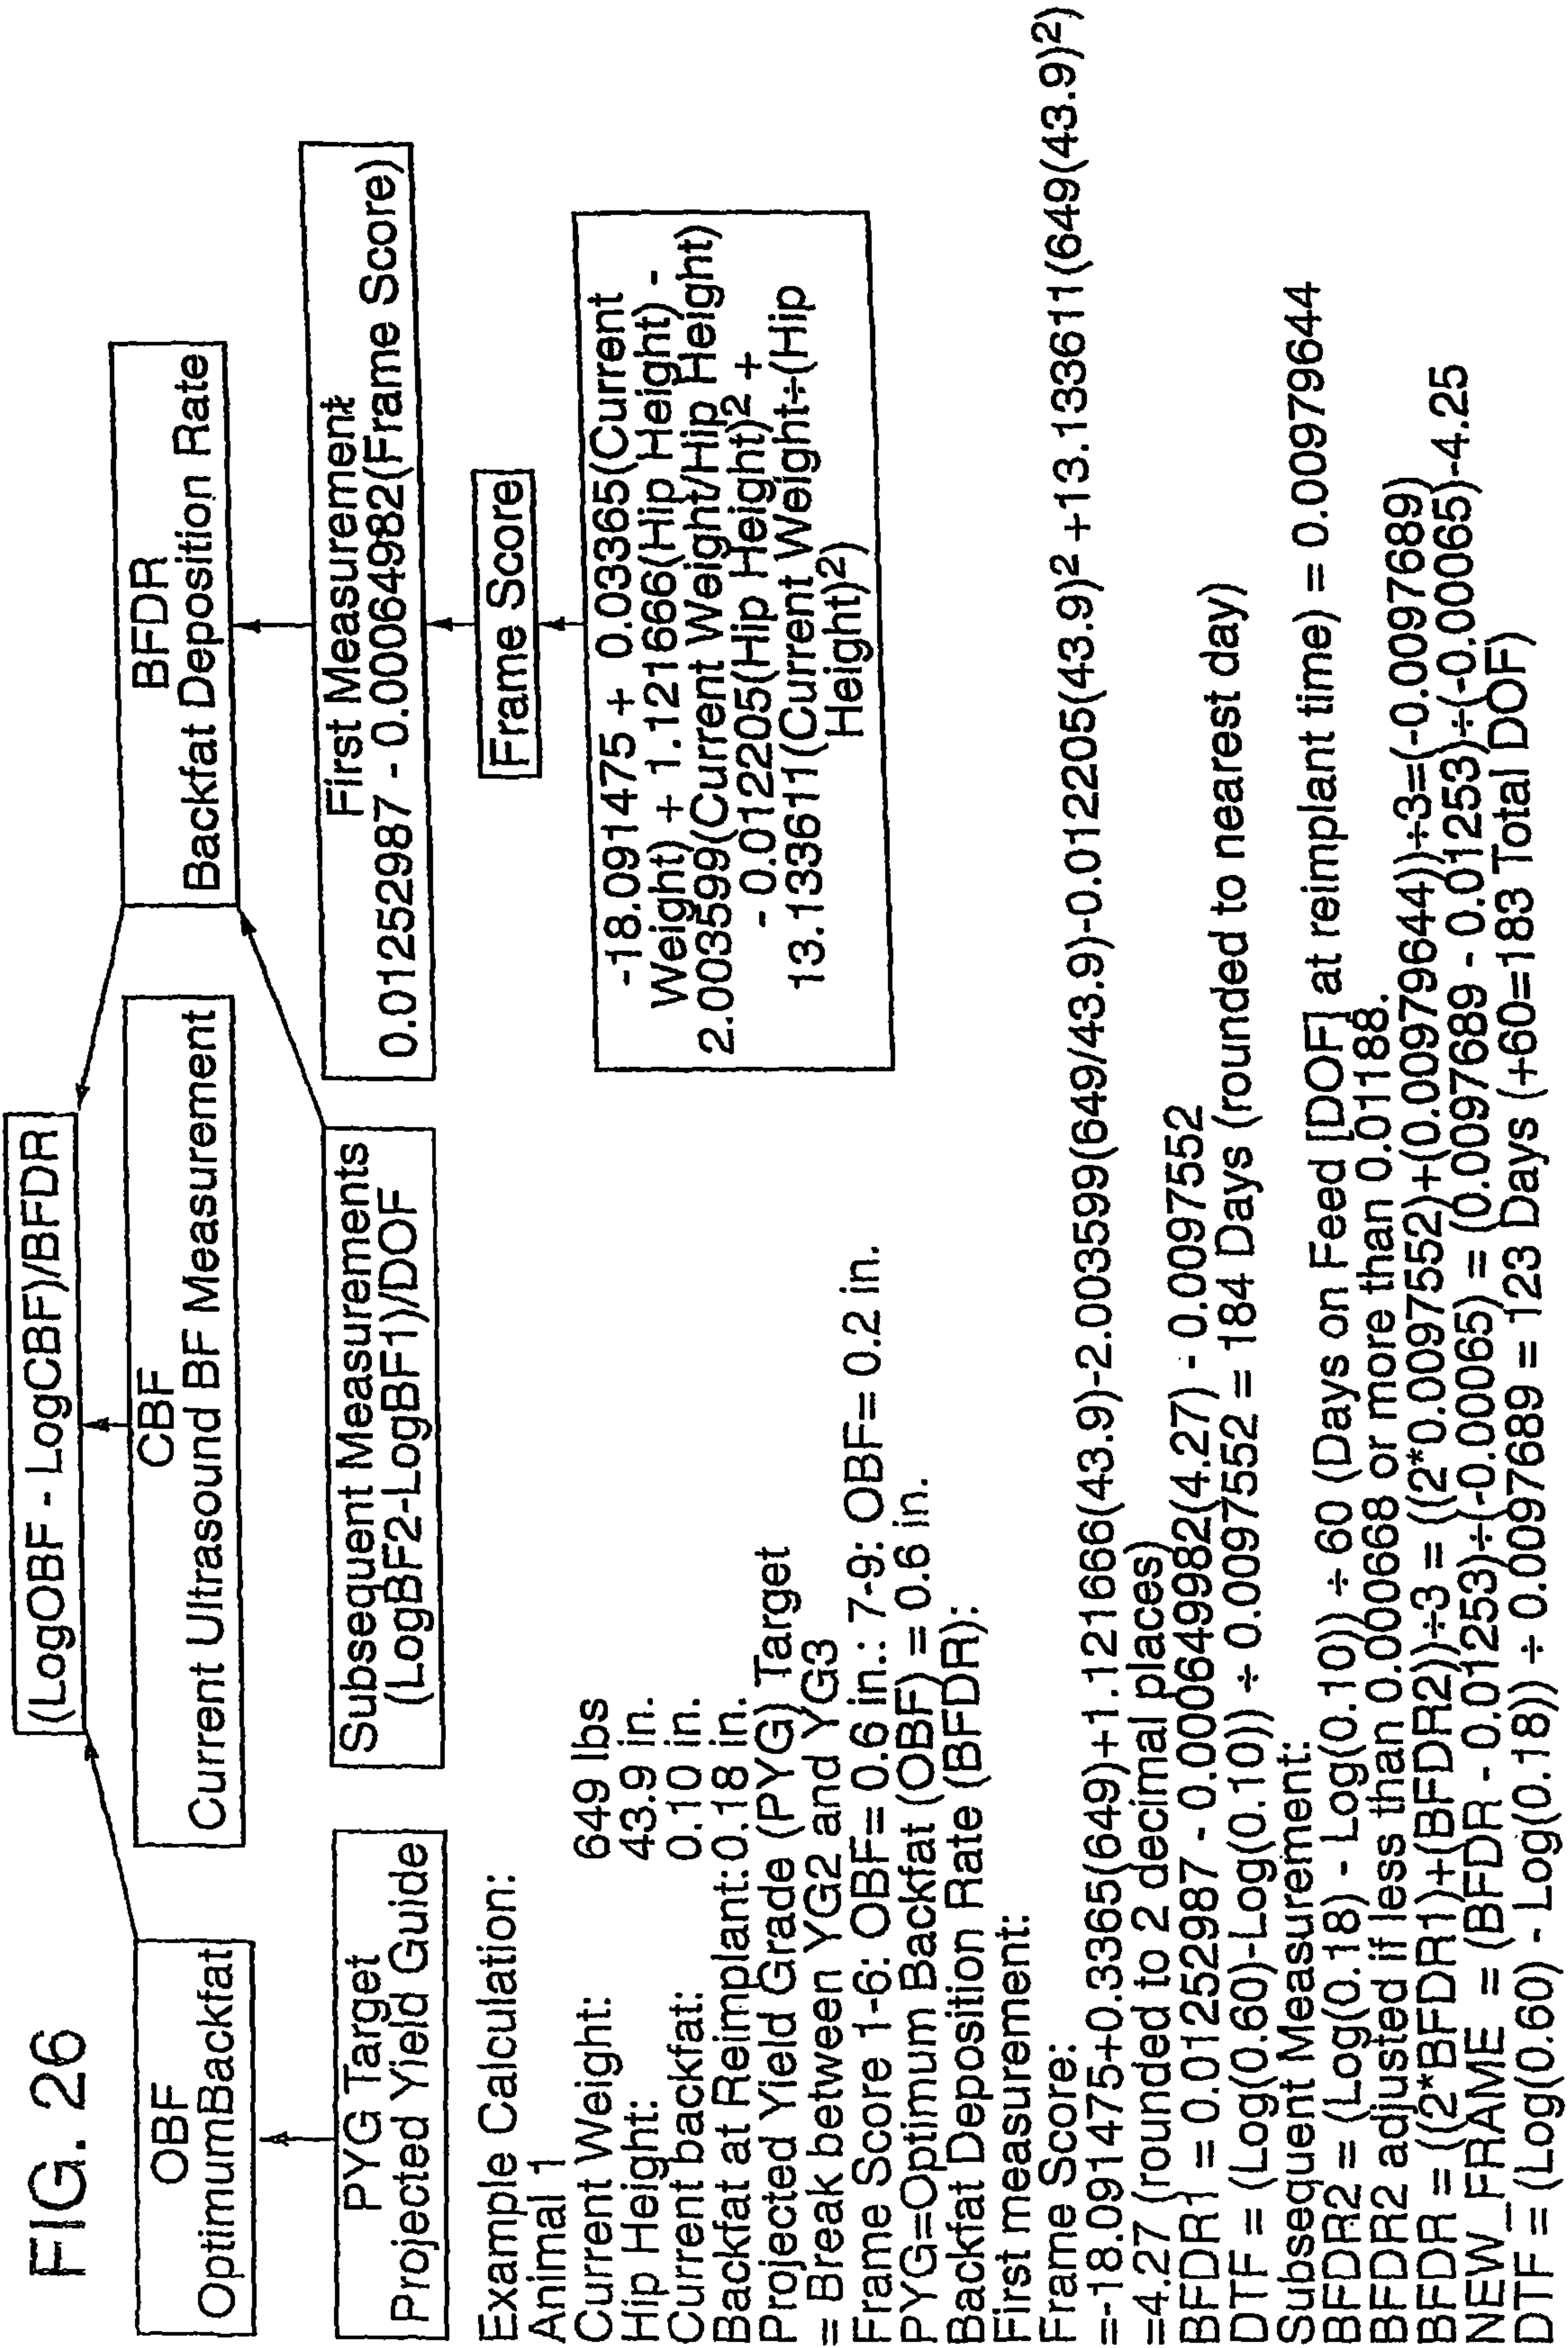 FIG. 26
(LogOBF - LogCBF)/BFDR
OBF
OptimumBackfat
CBF
Current Ultrasound BF Measurement
BFDR
Backfat Deposition Rate
PYG Target
Projected Yield Guide
Subsequent Measurements
(LogBF2-LogBF1)/DOF
First Measurement
0.01252987 - 0.00064982(Frame Score)
Frame Score
-18.091475 + 0.03365(Current
Weight) + 1.121666(Hip Height) -
2.003599(Current Weight/Hip Height)
- 0.012205(Hip Height)² +
13.133611(Current Weight÷(Hip
Height)²)
Example Calculation:
Animal 1
Current Weight: 649 lbs
Hip Height: 43.9 in.
Current backfat: 0.10 in.
Backfat at Reimplant: 0.18 in.
Projected Yield Grade (PYG) Target
= Break between YG2 and YG3
Frame Score 1-6: OBF= 0.6 in.: 7-9: OBF= 0.2 in.
PYG=Optimum Backfat (OBF) = 0.6 in.
Backfat Deposition Rate (BFDR):
First measurement:
Frame Score:
=-18.091475+0.3365(649)+1.121666(43.9)-2.003599(649/43.9)-0.012205(43.9)² +13.133611(649(43.9)²)
=4.27 (rounded to 2 decimal places)
BFDR1 = 0.01252987 - 0.00064982(4.27) - 0.0097552
DTF = (Log(0.60)-Log(0.10)) ÷ 0.0097552 = 184 Days (rounded to nearest day)
Subsequent Measurement:
BFDR2 = (Log(0.18) - Log(0.10)) ÷ 60 (Days on Feed [DOF] at reimplant time) = 0.00979644
BFDR2 adjusted if less than 0.000668 or more than 0.01188.
BFDR = ((2*BFDR1)+(BFDR2))÷3 = ((2*0.0097552)+(0.00979644))÷3=(-0.0097689)
NEW_FRAME = (BFDR - 0.01253)÷(-0.00065) = (0.0097689 - 0.01253)÷(-0.00065)-4.25
DTF = (Log(0.60) - Log(0.18)) ÷ 0.0097689 = 123 Days (+60=183 Total DOF)